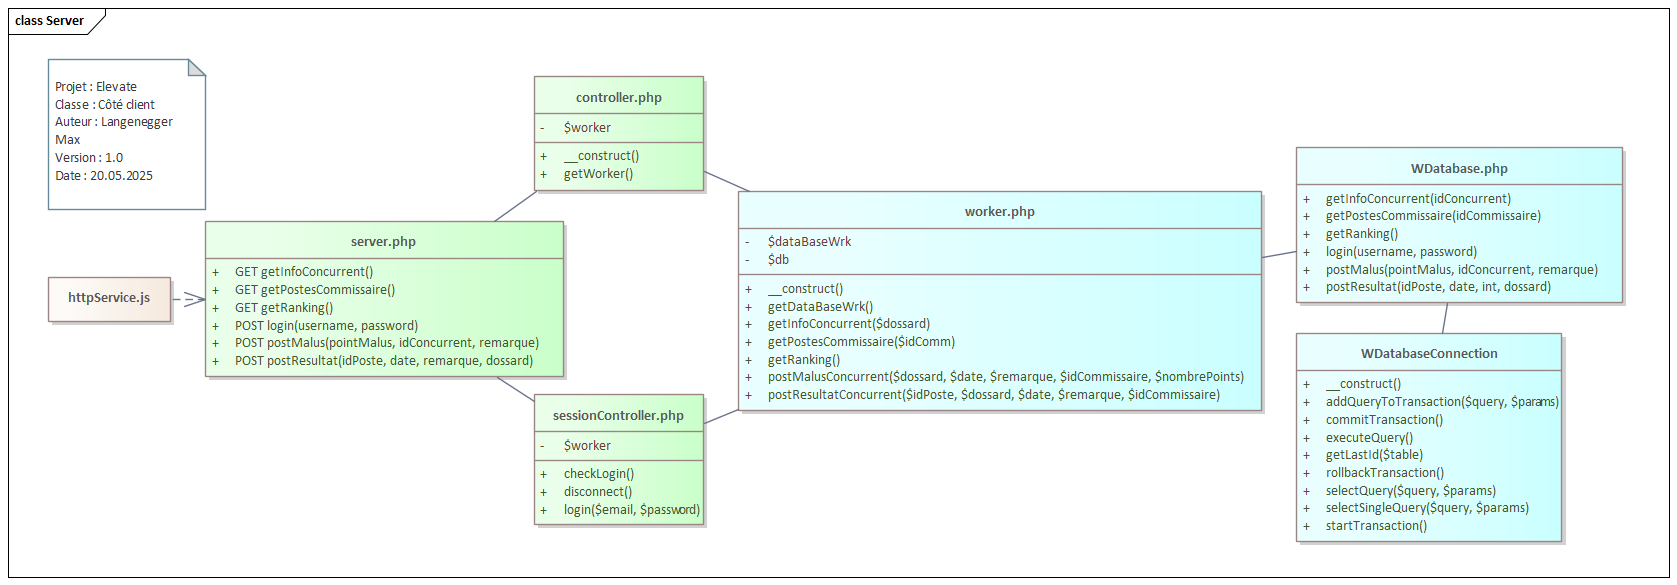 class Server
Projet : Elevate
Classe : Côté client
Auteur : Langenegger
Max
Version : 1.0
Date : 20.05.2025
httpService.js
server.php
+ GET getInfoConcurrent()
+ GET getPostesCommissaire()
+ GET getRanking()
+ POST login(username, password)
+ POST postMalus(pointMalus, idConcurrent, remarque)
+ POST postResultat(idPoste, date, remarque, dossard)
controller.php
- $worker
+ __construct()
+ getWorker()
sessionController.php
- $worker
+ checkLogin()
+ disconnect()
+ login($email, $password)
worker.php
- $dataBaseWrk
- $db
+ __construct()
+ getDataBaseWrk()
+ getInfoConcurrent($dossard)
+ getPostesCommissaire($idComm)
+ getRanking()
+ postMalusConcurrent($dossard, $date, $remarque, $idCommissaire, $nombrePoints)
+ postResultatConcurrent($idPoste, $dossard, $date, $remarque, $idCommissaire)
WDatabase.php
+ getInfoConcurrent(idConcurrent)
+ getPostesCommissaire(idCommissaire)
+ getRanking()
+ login(username, password)
+ postMalus(pointMalus, idConcurrent, remarque)
+ postResultat(idPoste, date, int, dossard)
WDatabaseConnection
+ __construct()
+ addQueryToTransaction($query, $params)
+ commitTransaction()
+ executeQuery()
+ getLastId($table)
+ rollbackTransaction()
+ selectQuery($query, $params)
+ selectSingleQuery($query, $params)
+ startTransaction()